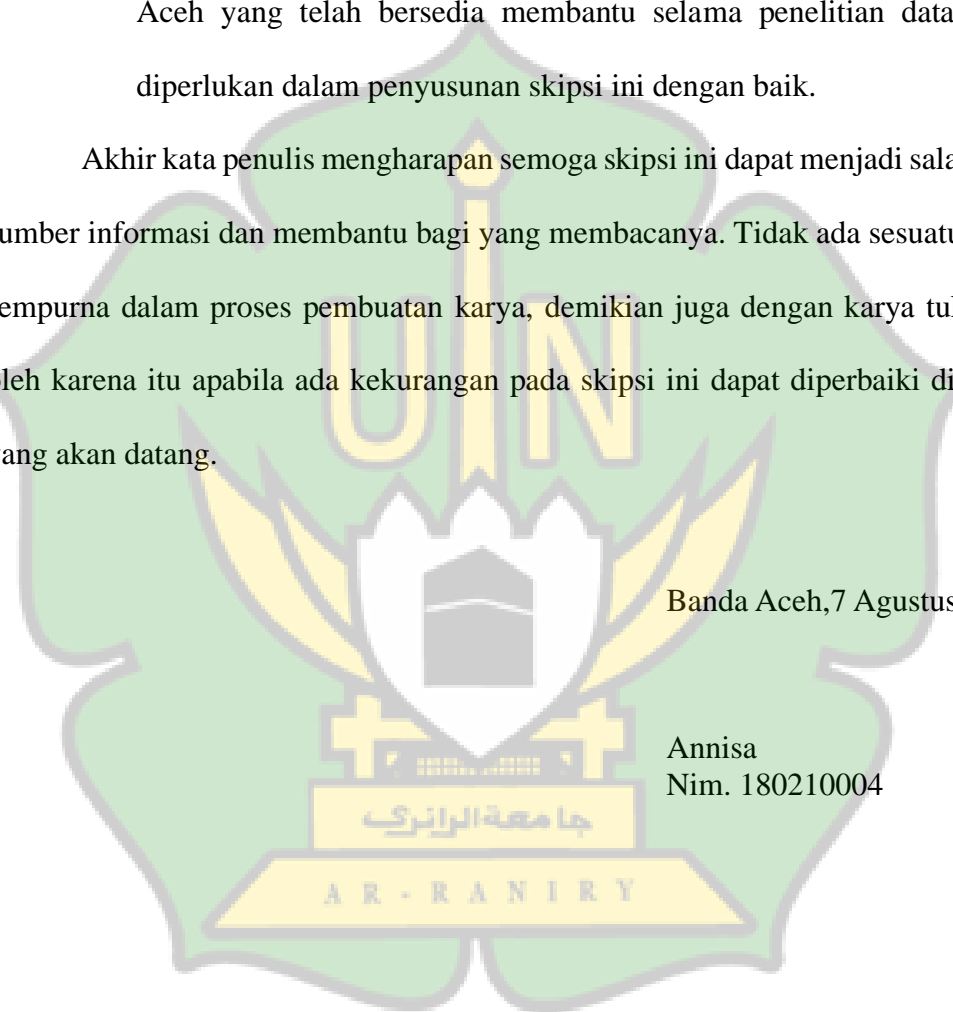 Aceh yang telah bersedia membantu selama penelitian data
diperlukan dalam penyusunan skipsi ini dengan baik.
Akhir kata penulis mengharapan semoga skipsi ini dapat menjadi sala
umber informasi dan membantu bagi yang membacanya. Tidak ada sesuatu
empurna dalam proses pembuatan karya, demikian juga dengan karya tul
oleh karena itu apabila ada kekurangan pada skipsi ini dapat diperbaiki di
yang akan datang.
UIN
Banda Aceh,7 Agustus
Annisa
Nim. 180210004
جامعة الرانري
AR-RANIRY